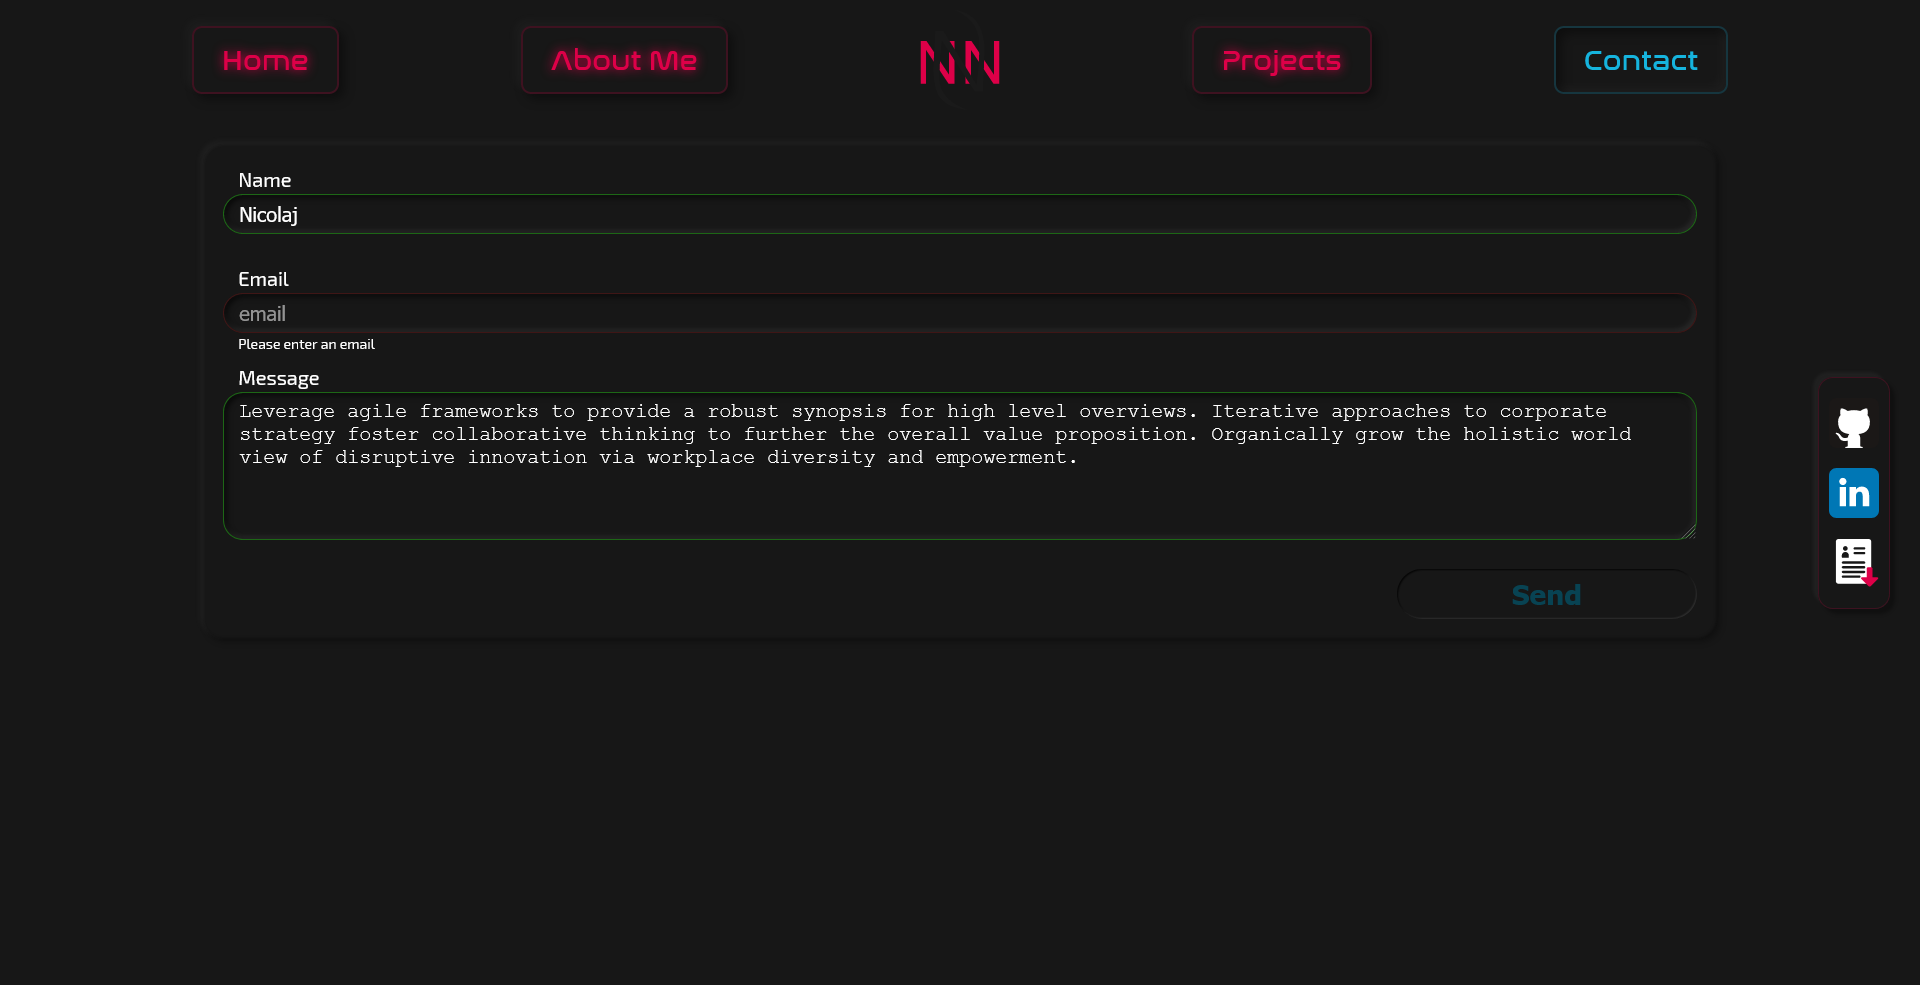 Home
About Me
NN
Projects
Contact
Name
Nicolaj
Email
email
Please enter an email
Message
Leverage agile frameworks to provide a robust synopsis for high level overviews. Iterative approaches to corporate
strategy foster collaborative thinking to further the overall value proposition. Organically grow the holistic world
view of disruptive innovation via workplace diversity and empowerment.
in
Send